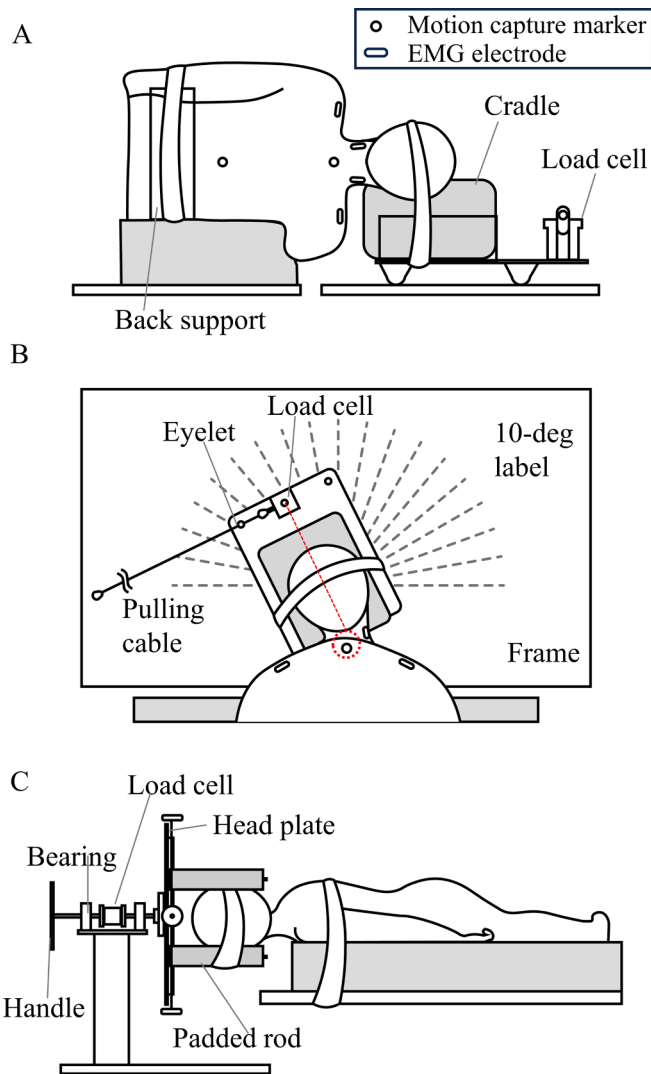 A
Motion capture marker
EMG electrode
Cradle
Load cell
Back support
B
Load cell
Eyelet
10-deg
label
Pulling
cable
Frame
C
Load cell
Head plate
Bearing
Handle
Padded rod